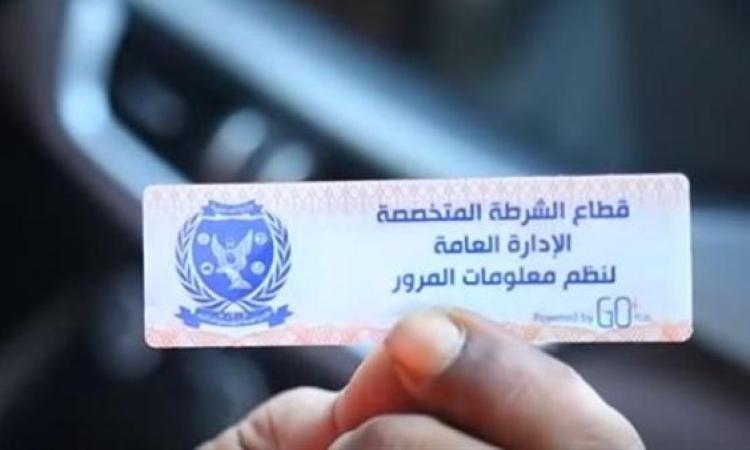 قطاع الشرطة المتخصصة
الإدارة العامة
لنظم معلومات المرور
Powered by GO+